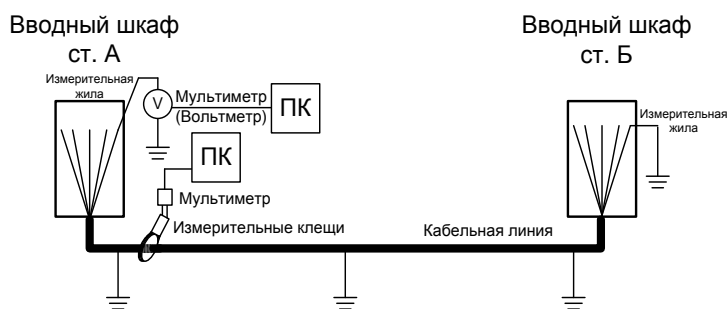 Вводный шкаф
ст. А
Вводный шкаф
ст. Б
Измерительная
жила
V
Мультиметр
(Вольтметр)
ПК
Измерительная
жила
ПК
Мультиметр
Измерительные клещи
Кабельная линия